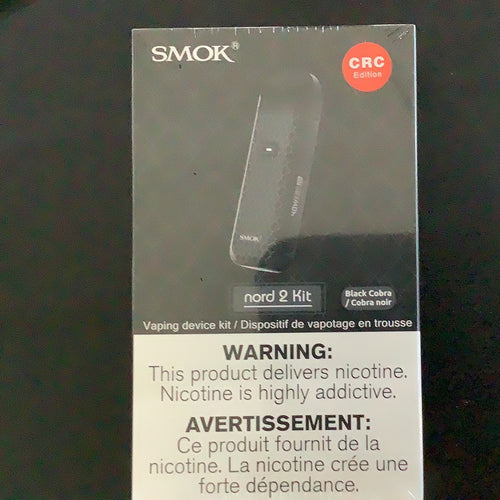 SMOK®
CRC
Edition
SMOK
nord 2 Kit
Black Cobra
/ Cobra noir
Vaping device kit / Dispositif de vapotage en trousse
WARNING:
This product delivers nicotine.
Nicotine is highly addictive.
AVERTISSEMENT:
Ce produit fournit de la
nicotine. La nicotine crée une
forte dépendance.